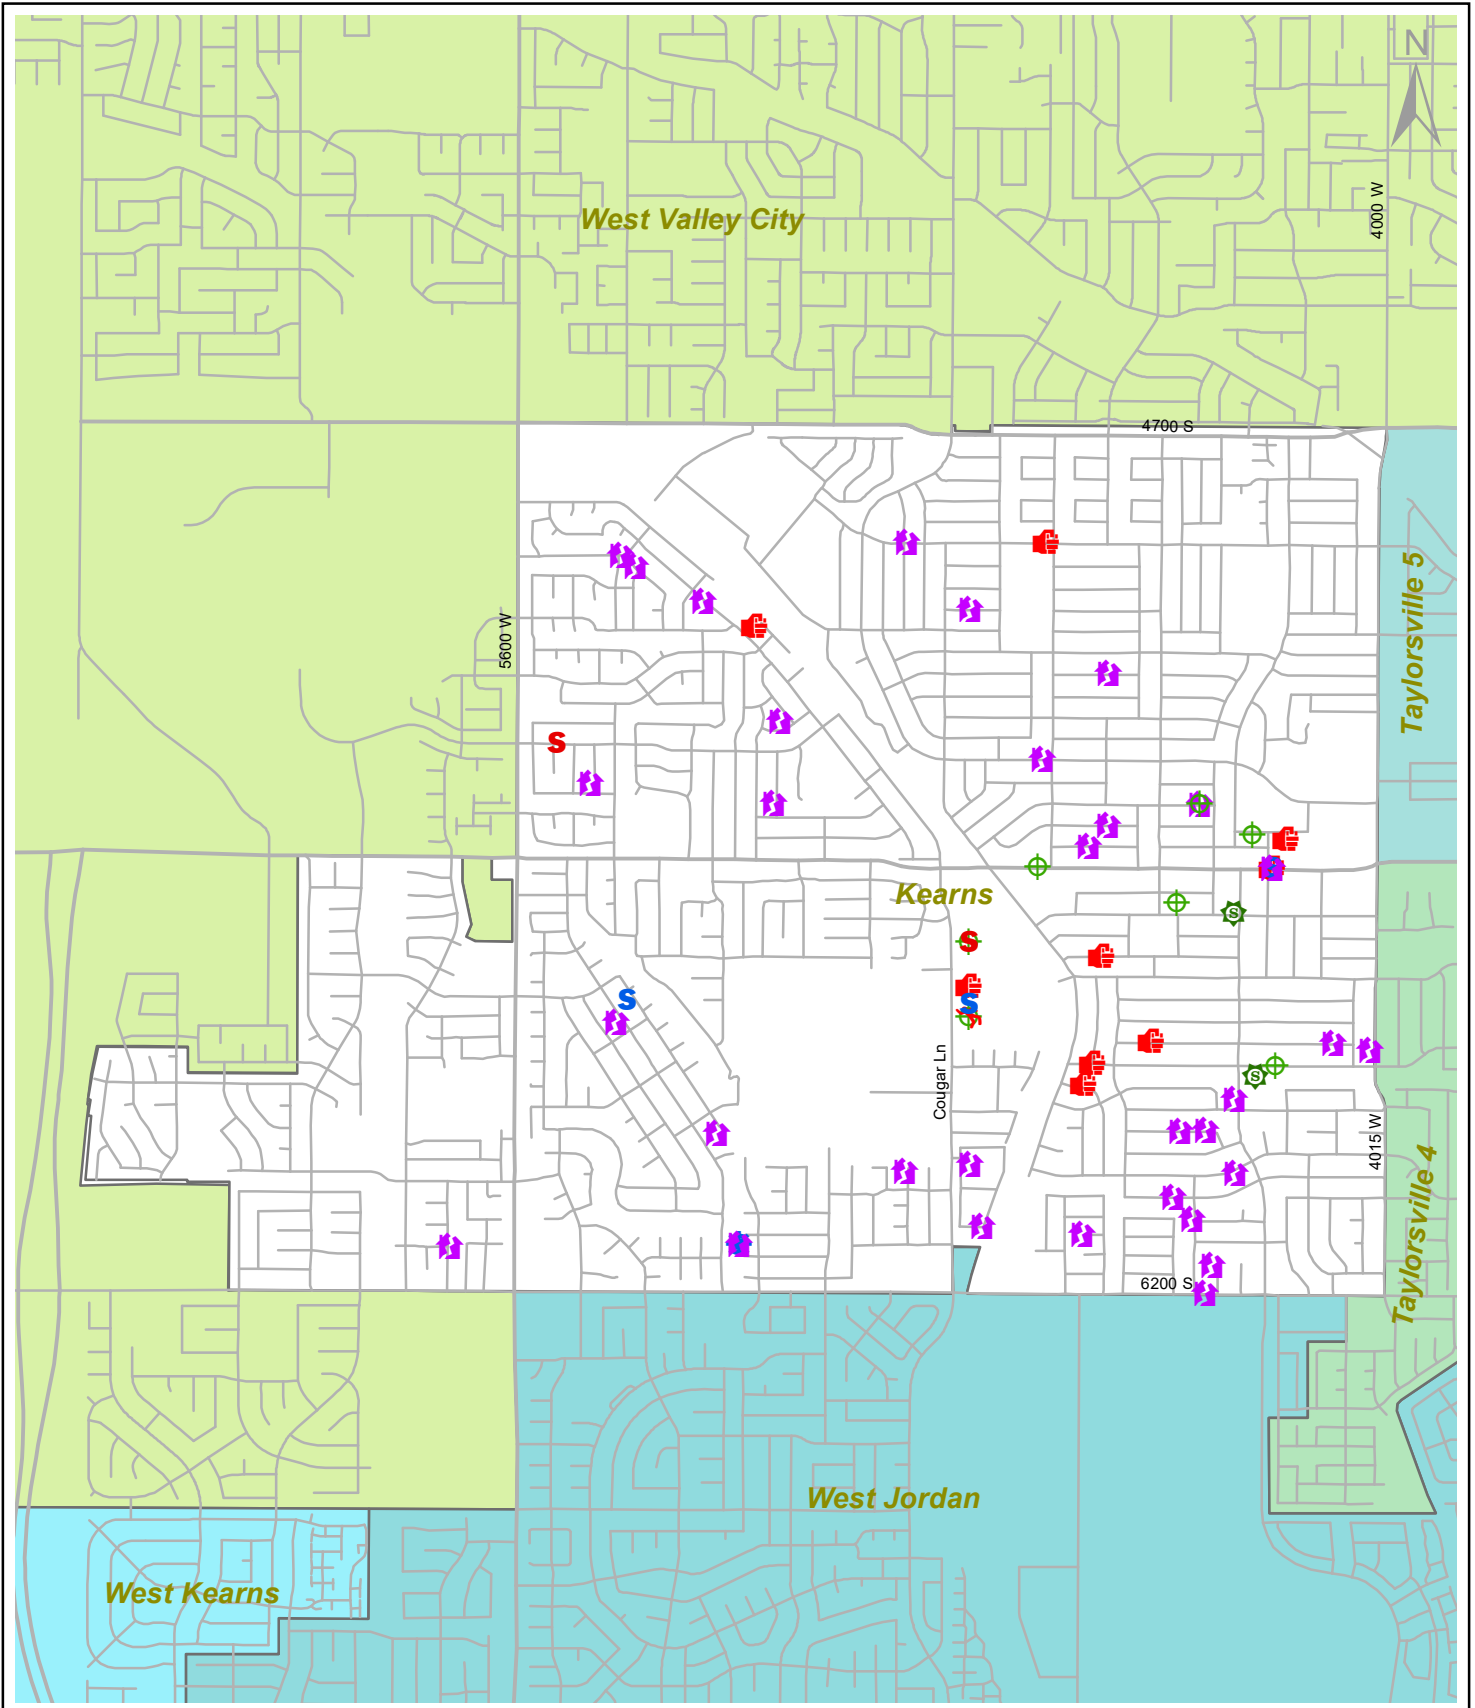 N
West Valley City
4000 W
4700 S
Taylorsville 5
5600 W
S
Kearns
S
S
S
S
Cougar Ln
S
4015 W
Taylorsville 4
6200 S
West Jordan
West Kearns